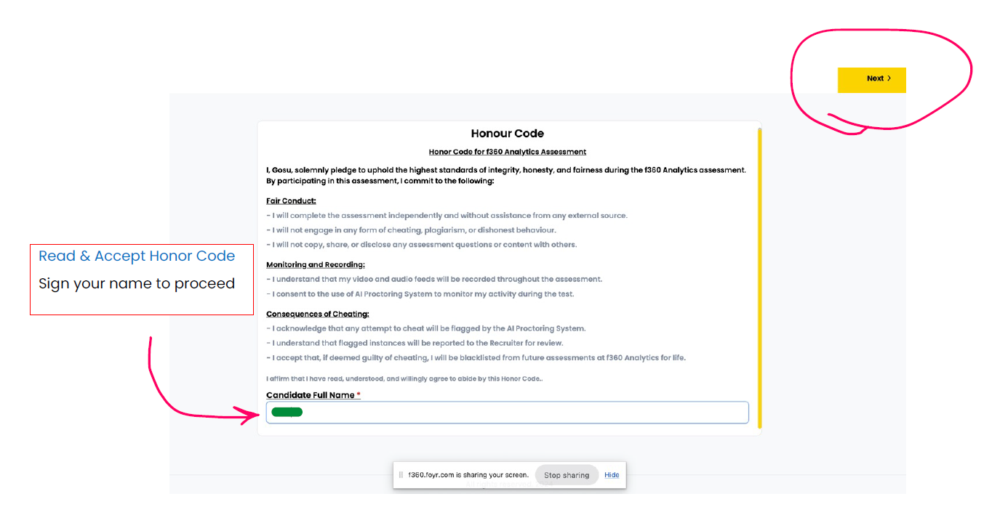 Next >
Honour Code
Honor Code for f360 Analytics Assessment
I, Gosu, solemnly pledge to uphold the highest standards of integrity, honesty, and fairness during the f360 Analytics assessment.
By participating in this assessment, I commit to the following:
Fair Conduct:
- I will complete the assessment independently and without assistance from any external source.
- I will not engage in any form of cheating, plagiarism, or dishonest behaviour.
- I will not copy, share, or disclose any assessment questions or content with others.
Read & Accept Honor Code
Sign your name to proceed
Monitoring and Recording:
- I understand that my video and audio feeds will be recorded throughout the assessment.
- I consent to the use of AI Proctoring System to monitor my activity during the test.
Consequences of Cheating:
- I acknowledge that any attempt to cheat will be flagged by the AI Proctoring System.
- I understand that flagged instances will be reported to the Recruiter for review.
- I accept that, if deemed guilty of cheating, I will be blacklisted from future assessments at f360 Analytics for life.
I affirm that I have read, understood, and willingly agree to abide by this Honor Code..
Candidate Full Name *
f360.foyr.com is sharing your screen.
Stop sharing
Hide